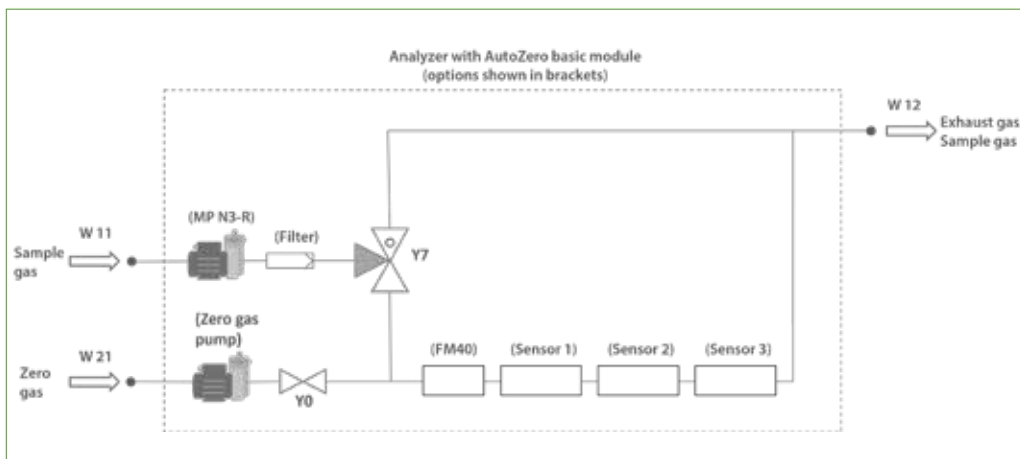 Analyzer with AutoZero basic module
(options shown in brackets)
W 12
Exhaust gas
Sample gas
(MP N3-R)
W 11
(Filter)
Sample
gas
Y7
(Zero gas
pump)
(FM40)
(Sensor 1)
(Sensor 2)
(Sensor 3)
W 21
Zero
gas
Y0